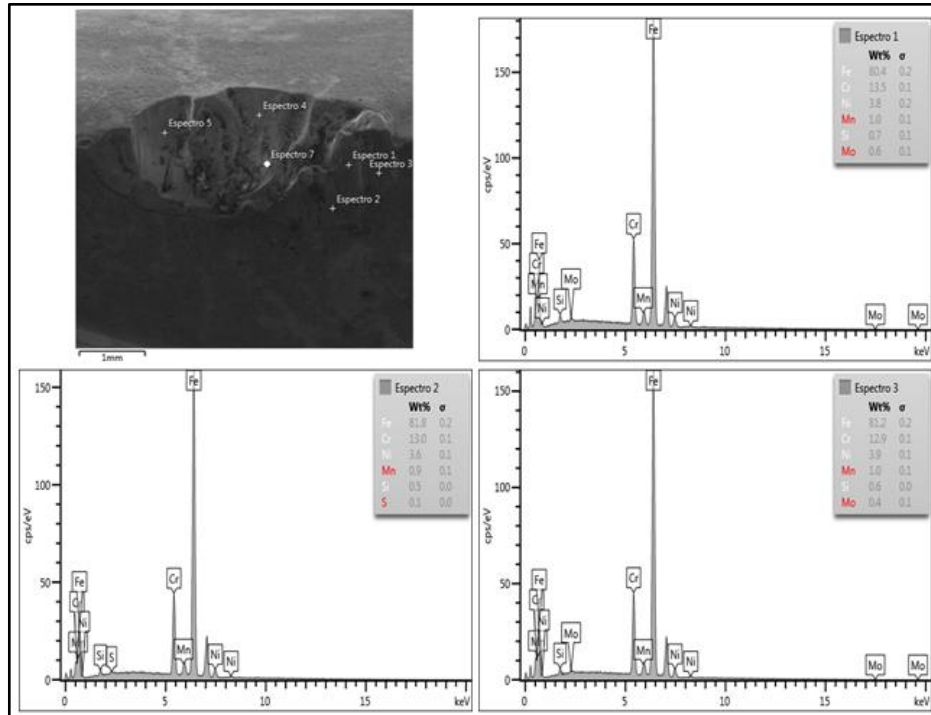 Espectro 5
Espectro 4
Espectro 7
Espectro 1
Espectro 3
Espectro 2
1mm
Espectro 1
Wt% σ
Fe 80.4 0.2
Cr 13.5 0.1
Ni 3.8 0.2
Mn 1.0 0.1
Si 0.7 0.1
Mo 0.6 0.1
150
100
50
0
cps/eV
Fe
Cr
Fe
Cr
Mn
Ni
Si
Mo
Mn
Ni
Ni
Mo
Mo
0 5 10 15 keV
Espectro 2
Wt% σ
Fe 81.8 0.2
Cr 13.0 0.1
Ni 3.6 0.1
Mn 0.9 0.1
Si 0.5 0.0
S 0.1 0.0
150
100
50
0
cps/eV
Fe
Cr
Fe
Ni
Si
S
Mn
Ni
Ni
0 5 10 15 keV
Espectro 3
Wt% σ
Fe 81.2 0.2
Cr 12.9 0.1
Ni 3.9 0.1
Mn 1.0 0.1
Si 0.6 0.0
Mo 0.4 0.1
150
100
50
0
cps/eV
Fe
Cr
Fe
Ni
Si
Mo
Mn
Ni
Ni
Mo
Mo
0 5 10 15 keV